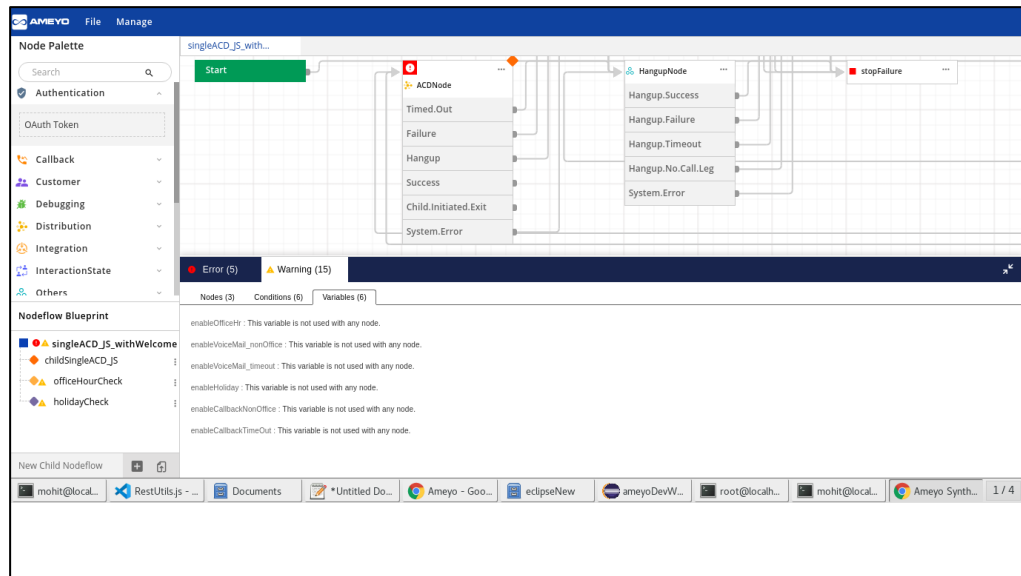 AMEYO File Manage
Node Palette
singleACD_JS_with...
Search
Authentication
OAuth Token
Callback
Customer
Debugging
Distribution
Integration
InteractionState
Others
Start
ACDNode
Timed.Out
Failure
Hangup
Success
Child.Initiated.Exit
System.Error
HangupNode
Hangup.Success
Hangup.Failure
Hangup.Timeout
Hangup.No.Call.Leg
System.Error
stopFailure
Error (5) Warning (15)
Nodes (3) Conditions (6) Variables (6)
enableOfficeHr : This variable is not used with any node.
enableVoiceMail_nonOffice : This variable is not used with any node.
enableVoiceMail_timeout : This variable is not used with any node.
enableHoliday : This variable is not used with any node.
enableCallbackNonOffice : This variable is not used with any node.
enableCallbackTimeOut : This variable is not used with any node.
Nodeflow Blueprint
singleACD_JS_withWelcome
childSingleACD_JS
officeHourCheck
holidayCheck
New Child Nodeflow
mohit@local... RestUtils.js - ... Documents *Untitled Do... Ameyo - Goo... eclipseNew ameyoDevW... root@localh... mohit@local... Ameyo Synth... 1 / 4